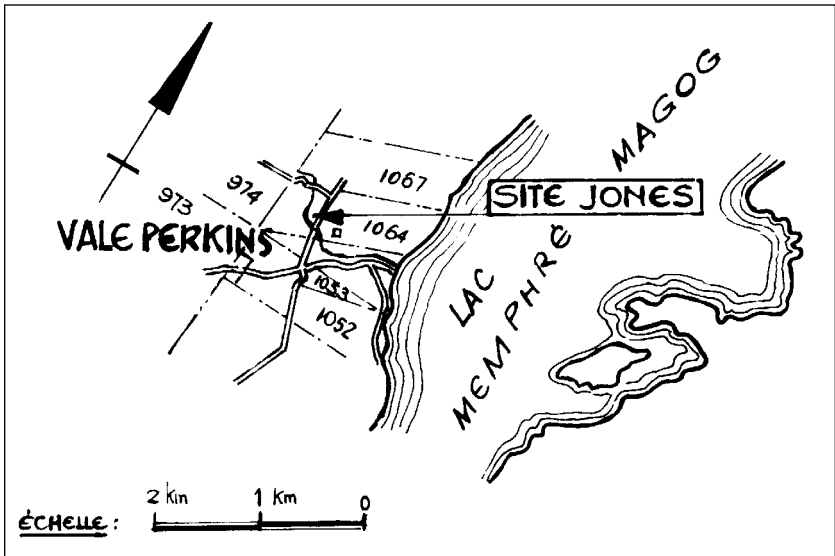 MAGOG
1067
974
SITE JONES
973
1064
VALE PERKINS
LAC
MEMPHRÉ
1053
1052
2 km
1 Km
0
ÉCHELLE :